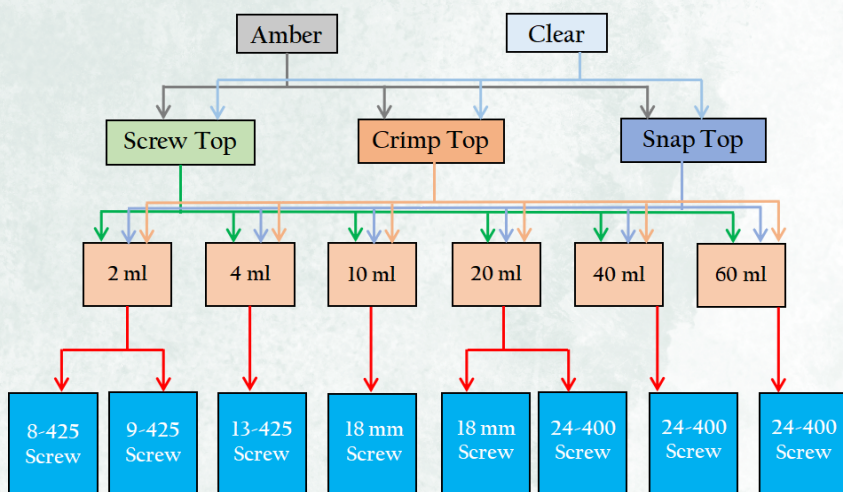 Amber
Clear
Screw Top
Crimp Top
Snap Top
2 ml
4 ml
10 ml
20 ml
40 ml
60 ml
8-425
Screw
9-425
Screw
13-425
Screw
18 mm
Screw
18 mm
Screw
24-400
Screw
24-400
Screw
24-400
Screw